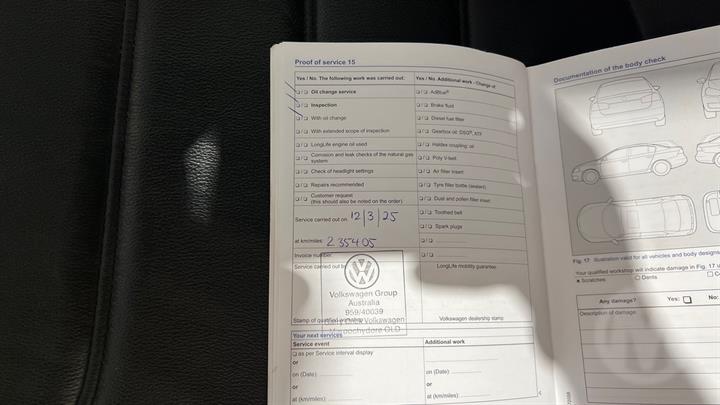 Proof of service 15
Yes / No. The following work was carried out:
❏/❏ Oil change service
❏/❏ Inspection
❏/❏ With oil change
❏/❏ With extended scope of inspection
❏/❏ LongLife engine oil used
❏/❏ Corrosion and leak checks of the natural gas
system
❏/❏ Check of headlight settings
❏/❏ Repairs recommended
❏/❏ Customer request
(this should also be noted on the order)
Service carried out on: 12/3/25
at km/miles: 235405
Invoice number:
Service carried out by
Volkswagen Group
Australia
959/40039
Volkswagen
Maroochydore QLD
Stamp of qualified workshop
Yes / No. Additional work - Change of:
❏/❏ AdBlue®
❏/❏ Brake fluid
❏/❏ Diesel fuel filter
❏/❏ Gearbox oil: DSG®, ATF
❏/❏ Haldex coupling: oil
❏/❏ Poly V-belt
❏/❏ Air filler insert
❏/❏ Tyre filler bottle (sealant)
❏/❏ Dust and pollen filter insert
❏/❏ Toothed belt
❏/❏ Spark plugs
❏/❏
❏/❏
LongLife mobility guarantee
Volkswagen dealership stamp
Your next services
Service event
❏ as per Service interval display
or
on (Date):
or
at (km/miles):
Additional work
on (Date):
or
at (km/miles):
Documentation of the body check
Fig. 17 Illustration valid for all vehicles and body designs
Your qualified workshop will indicate damage in Fig. 17 u
Scratches
Dents
Any damage?
Yes: ❏
No:
Description of damage: